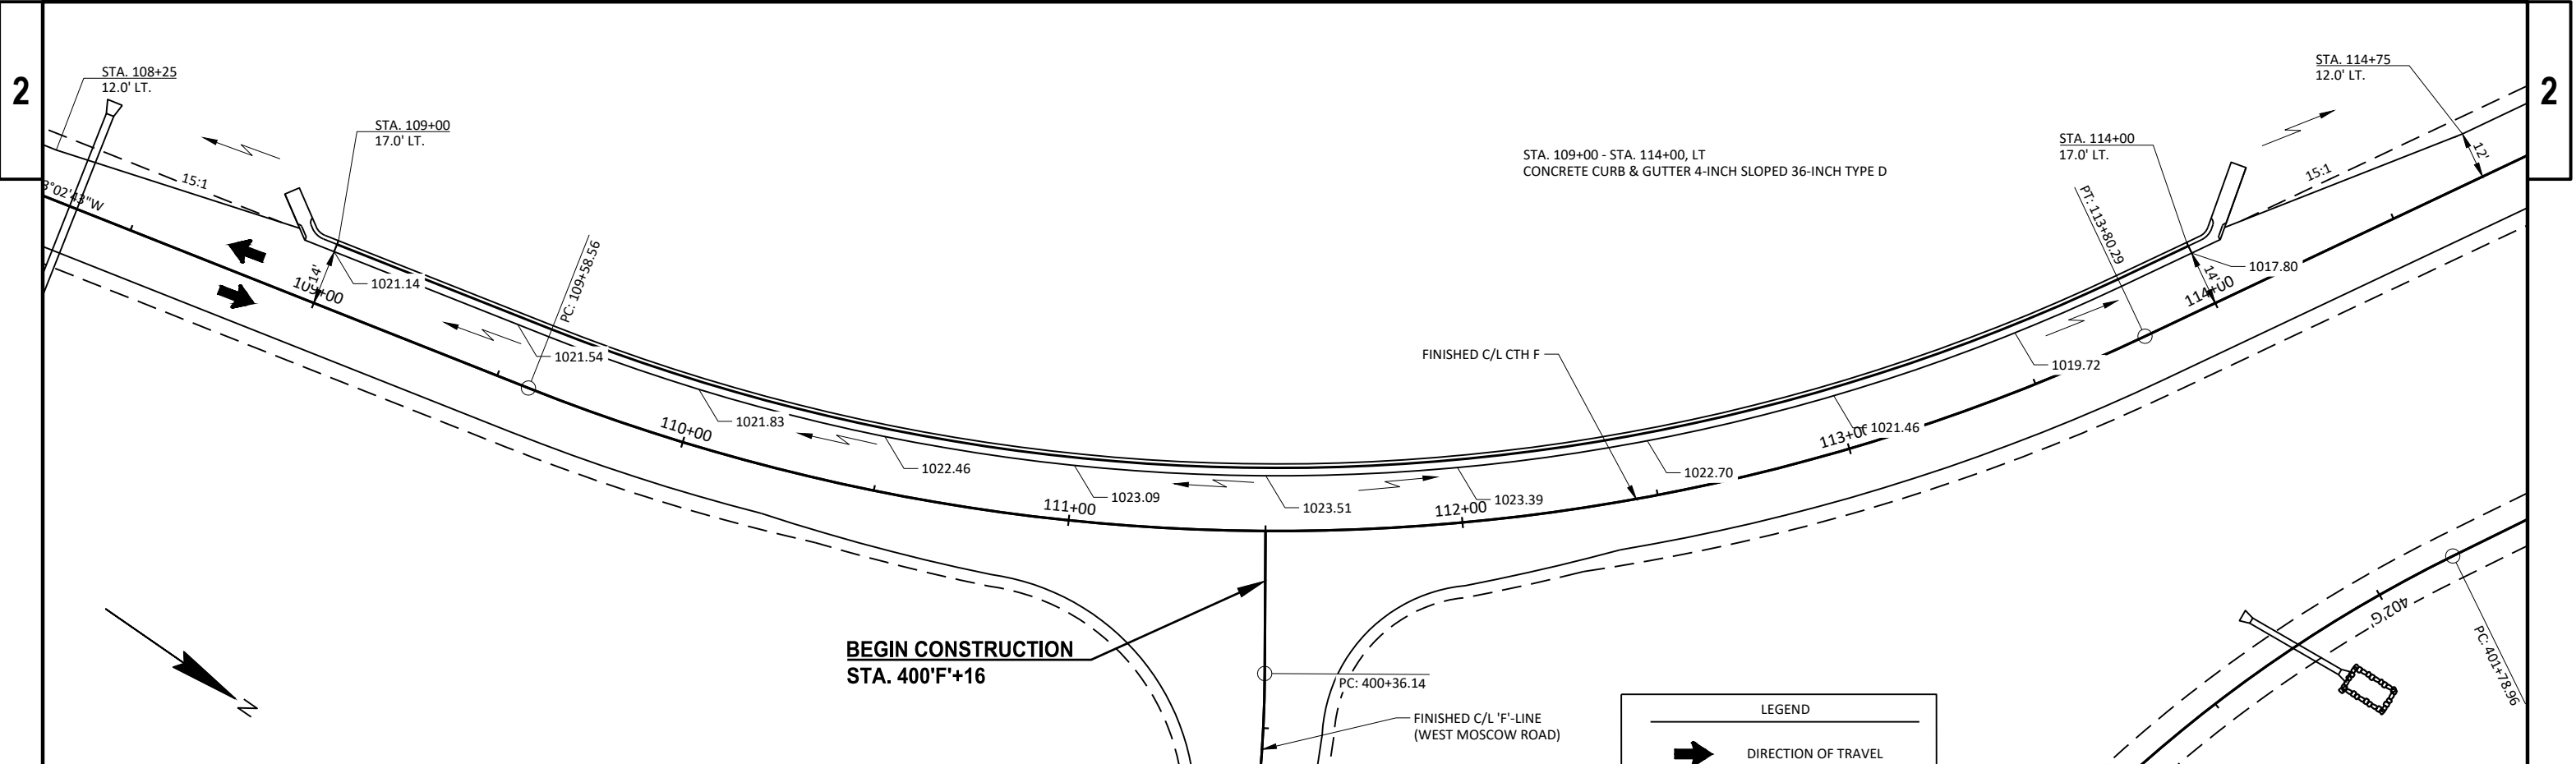 2
2
STA. 108+25
12.0' LT.
STA. 114+75
12.0' LT.
STA. 109+00
17.0' LT.
STA. 114+00
17.0' LT.
STA. 109+00 - STA. 114+00, LT
CONCRETE CURB & GUTTER 4-INCH SLOPED 36-INCH TYPE D
15:1
15:1
12'
3°02'43"W
PC: 109+58.56
PT: 113+80.29
14'
14'
109+00
1021.14
1017.80
114+00
1021.54
FINISHED C/L CTH F
1019.72
110+00
1021.83
113+00
1021.46
1022.46
1022.70
111+00
1023.09
1023.51
112+00
1023.39
402'G'
PC: 401+78.96
BEGIN CONSTRUCTION
STA. 400'F'+16
PC: 400+36.14
N
FINISHED C/L 'F'-LINE
(WEST MOSCOW ROAD)
LEGEND
DIRECTION OF TRAVEL